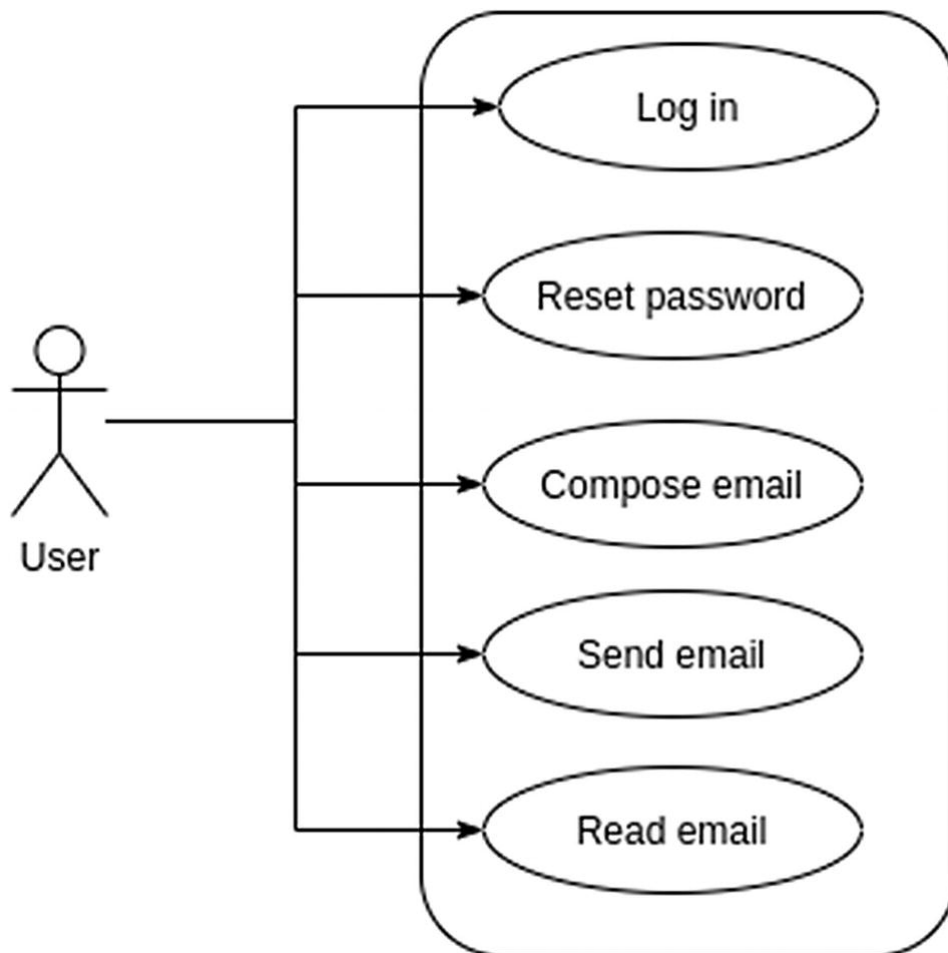 Log in
Reset password
Compose email
Send email
Read email
User